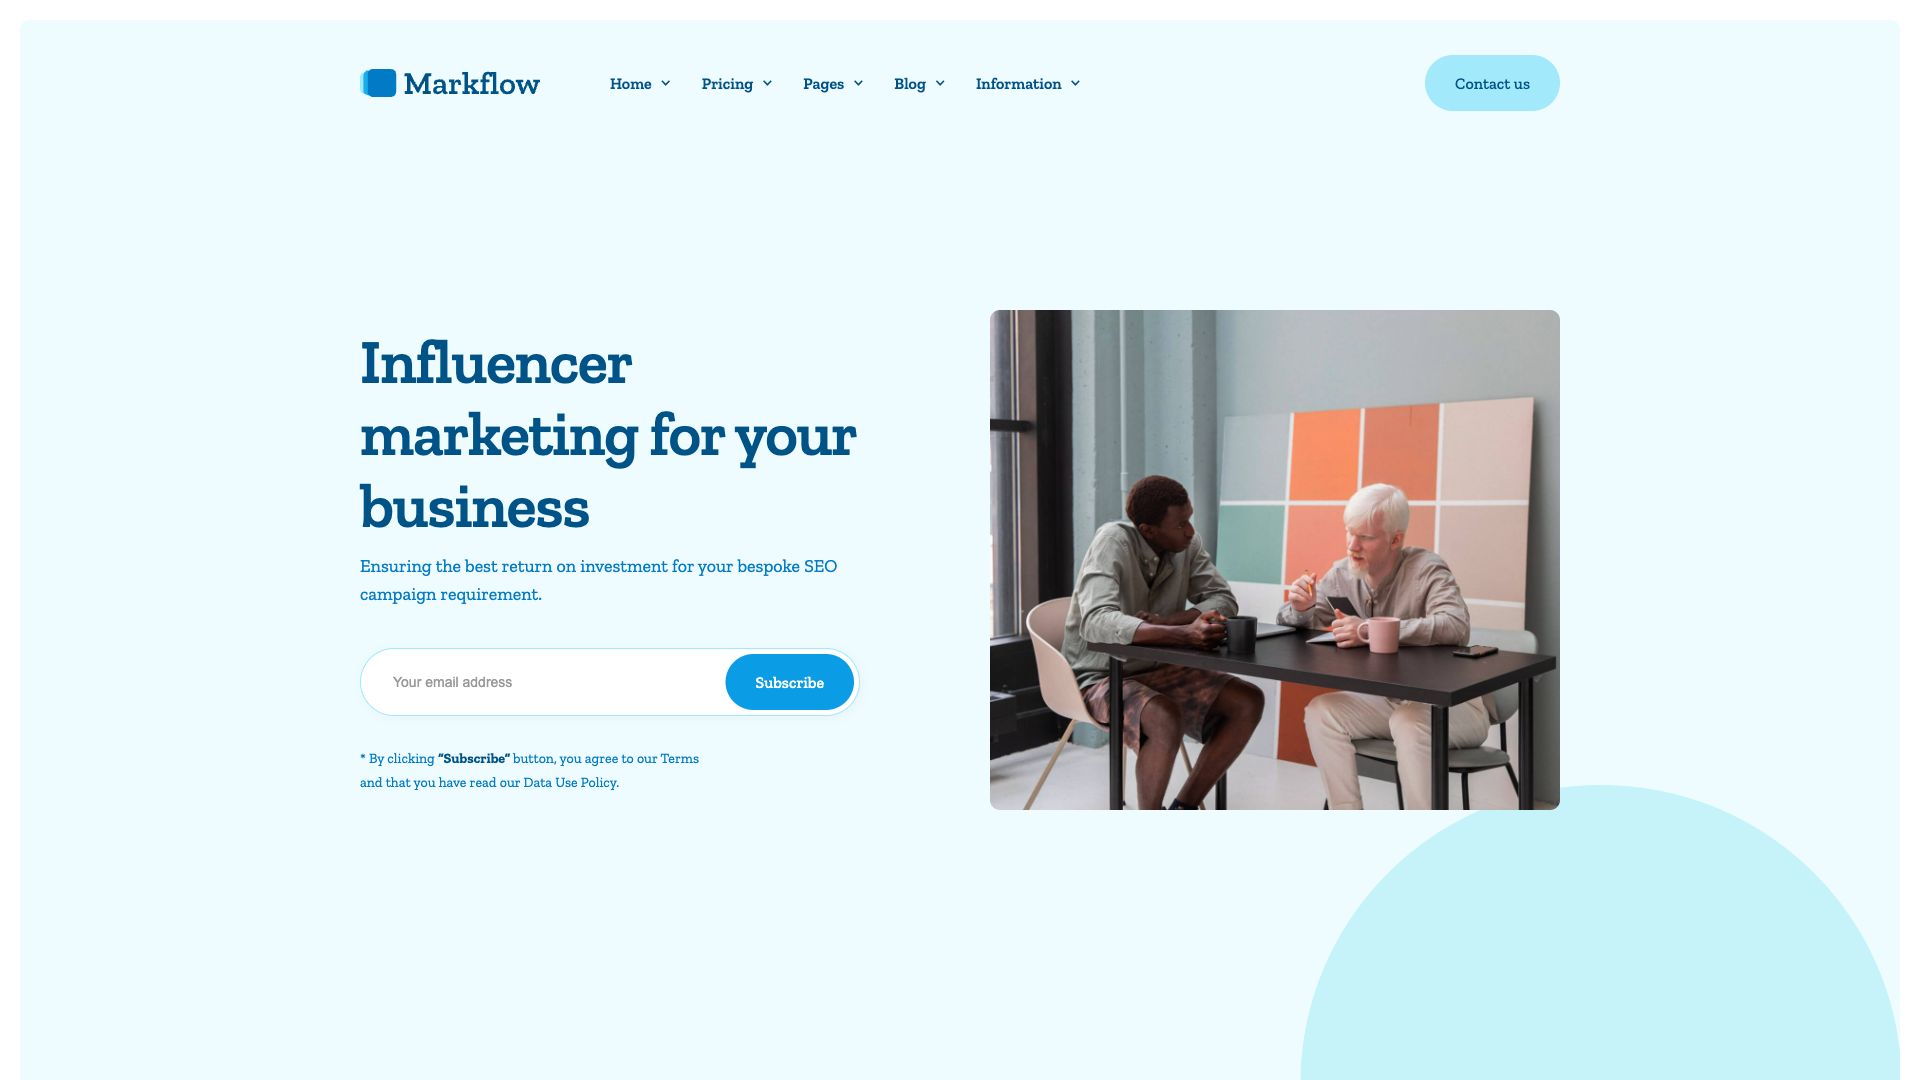 Markflow
Home
Pricing
Pages
Blog
Information
Contact us
Influencer
marketing for your
business
Ensuring the best return on investment for your bespoke SEO
campaign requirement.
Your email address
Subscribe
* By clicking “Subscribe“ button, you agree to our Terms
and that you have read our Data Use Policy.